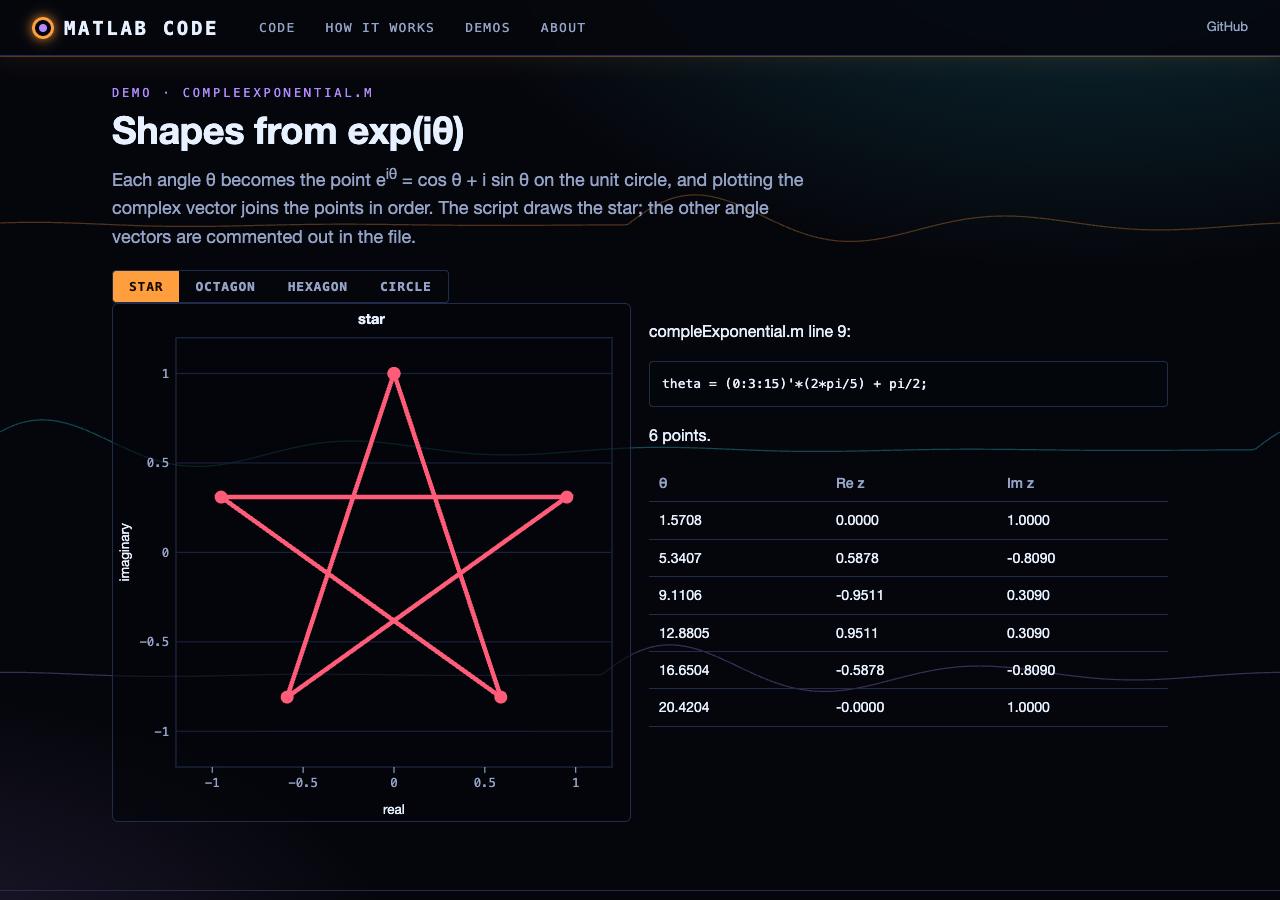 MATLAB CODE CODE HOW IT WORKS DEMOS ABOUT GitHub
DEMO · COMPLEEXPONENTIAL.M
Shapes from exp(iθ)
Each angle θ becomes the point e^iθ = cos θ + i sin θ on the unit circle, and plotting the
complex vector joins the points in order. The script draws the star; the other angle
vectors are commented out in the file.
STAR OCTAGON HEXAGON CIRCLE
star
1
0.5
0
−0.5
−1
imaginary
−1 −0.5 0 0.5 1
real
compleExponential.m line 9:
theta = (0:3:15)'*(2*pi/5) + pi/2;
6 points.
θ Re z Im z
1.5708 0.0000 1.0000
5.3407 0.5878 -0.8090
9.1106 -0.9511 0.3090
12.8805 0.9511 0.3090
16.6504 -0.5878 -0.8090
20.4204 -0.0000 1.0000